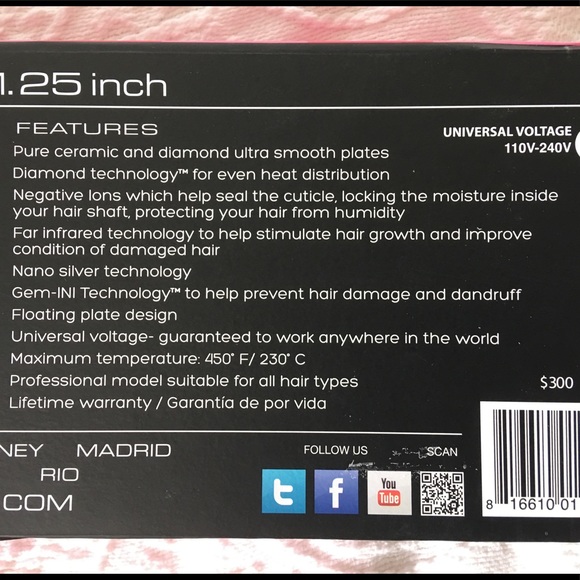 1.25 inch
FEATURES
UNIVERSAL VOLTAGE
110V-240V
Pure ceramic and diamond ultra smooth plates
Diamond technology™ for even heat distribution
Negative Ions which help seal the cuticle, locking the moisture inside
your hair shaft, protecting your hair from humidity
Far infrared technology to help stimulate hair growth and improve
condition of damaged hair
Nano silver technology
Gem-INI Technology™ to help prevent hair damage and dandruff
Floating plate design
Universal voltage- guaranteed to work anywhere in the world
Maximum temperature: 450° F/ 230° C
Professional model suitable for all hair types
$300
Lifetime warranty / Garantía de por vida
NEY MADRID
RIO
COM
FOLLOW US
SCAN
t
f
You
Tube
8 16610 01